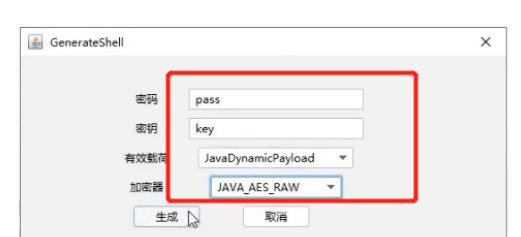 GenerateShell
密码 pass
密钥 key
有效载荷 JavaDynamicPayload
加密器 JAVA_AES_RAW
生成 取消